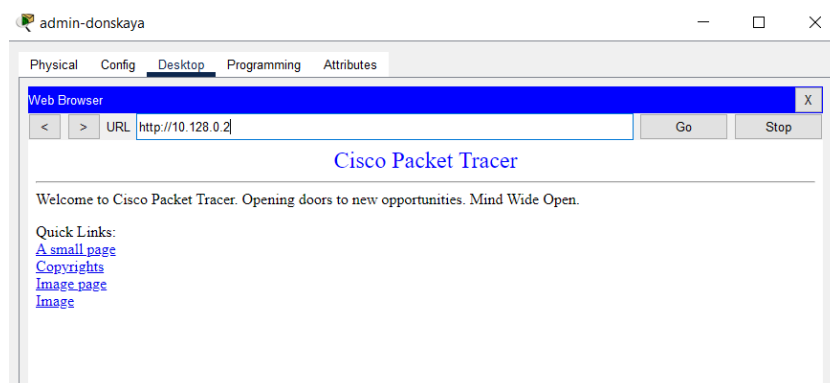 admin-donskaya
Physical Config Desktop Programming Attributes
Web Browser X
< > URL http://10.128.0.2 Go Stop
Cisco Packet Tracer
Welcome to Cisco Packet Tracer. Opening doors to new opportunities. Mind Wide Open.
Quick Links:
A small page
Copyrights
Image page
Image